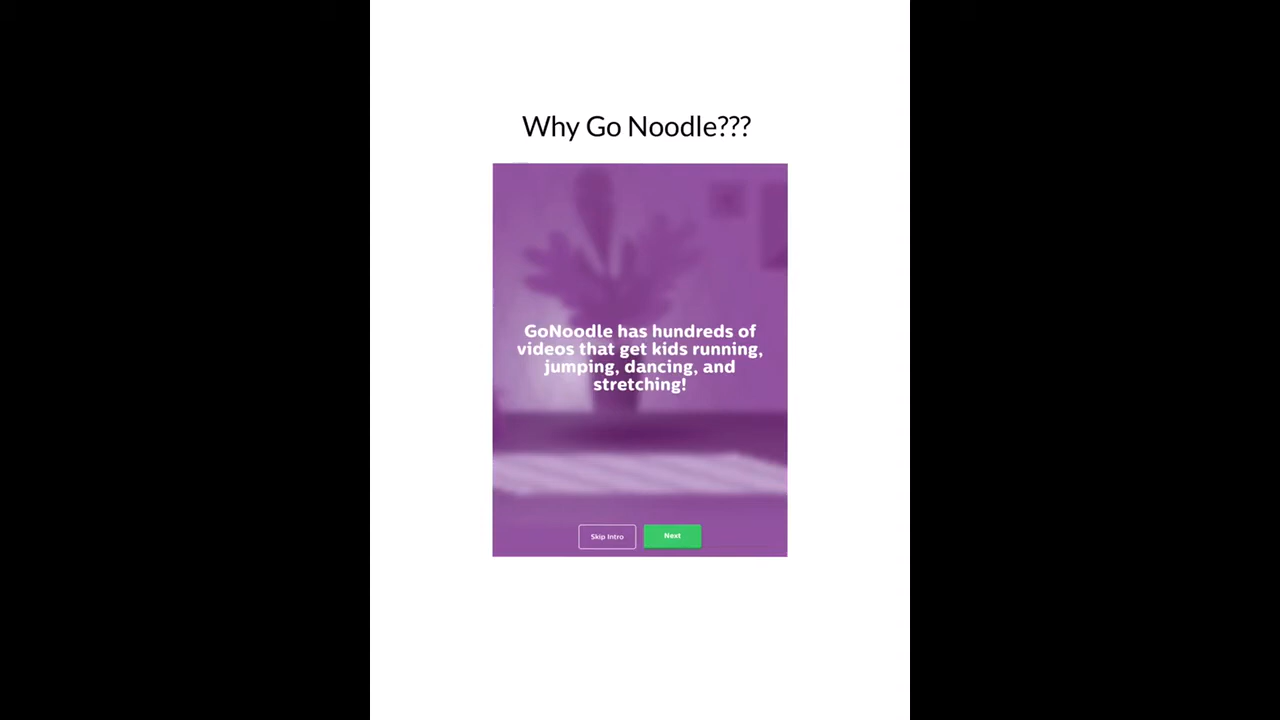 Why Go Noodle???
GoNoodle has hundreds of
videos that get kids running,
jumping, dancing, and
stretching!
Skip Intro
Next